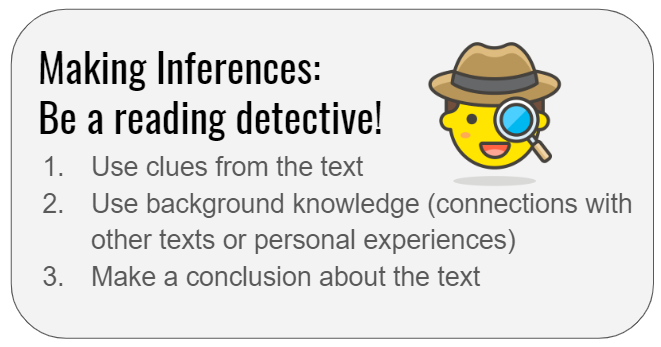 Making Inferences:
Be a reading detective!
1. Use clues from the text
2. Use background knowledge (connections with
other texts or personal experiences)
3. Make a conclusion about the text